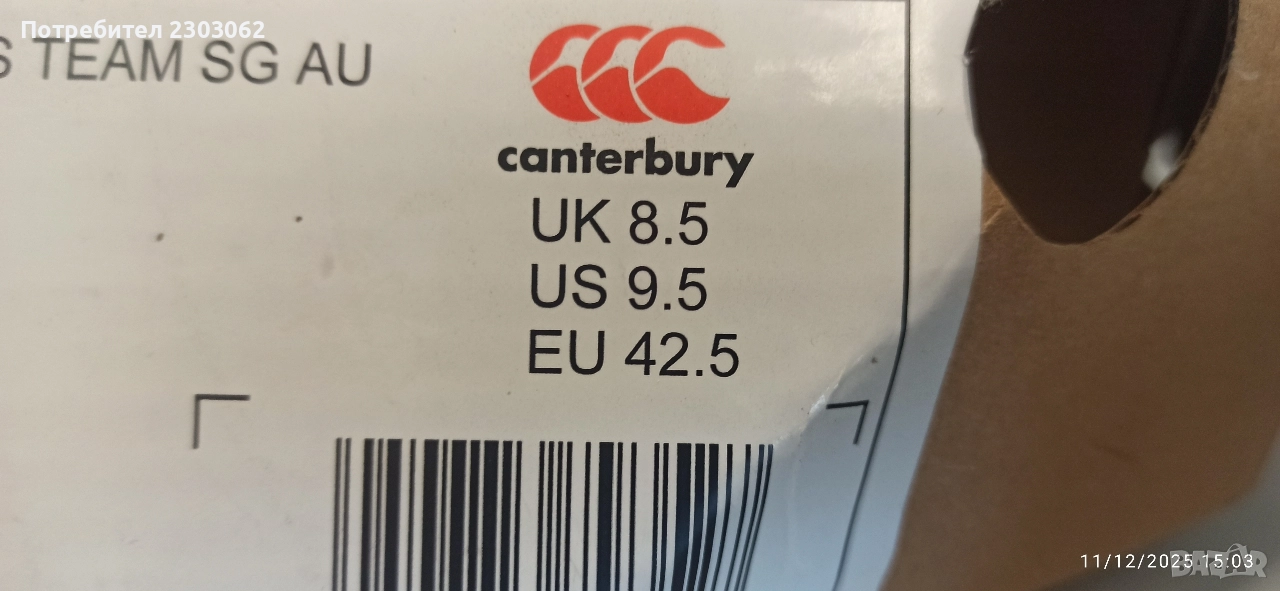 Потребител 2303062
S TEAM SG AU
canterbury
UK 8.5
US 9.5
EU 42.5
11/12/2025 15:03
BAZAR